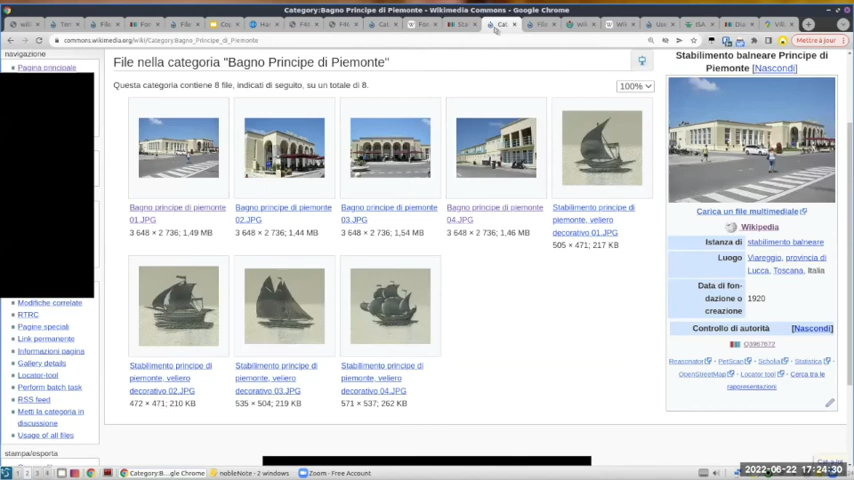 Category:Bagno Principe di Piemonte - Wikimedia Commons - Google Chrome
commons.wikimedia.org/wiki/Category:Bagno_Principe_di_Piemonte
Mettre à jour
navigazione
Pagina principale
Modifiche correlate
RTRC
Pagine speciali
Link permanente
Informazioni pagina
Gallery details
Locator-tool
Perform batch task
RSS feed
Metti la categoria in
discussione
Usage of all files
stampa/esporta
File nella categoria "Bagno Principe di Piemonte"
Questa categoria contiene 8 file, indicati di seguito, su un totale di 8.
100%
Bagno principe di piemonte
01.JPG
3 648 × 2 736; 1,49 MB
Bagno principe di piemonte
02.JPG
3 648 × 2 736; 1,44 MB
Bagno principe di piemonte
03.JPG
3 648 × 2 736; 1,54 MB
Bagno principe di piemonte
04.JPG
3 648 × 2 736; 1,46 MB
Stabilimento principe di
piemonte, veliero
decorativo 01.JPG
505 × 471; 217 KB
Stabilimento principe di
piemonte, veliero
decorativo 02.JPG
472 × 471; 210 KB
Stabilimento principe di
piemonte, veliero
decorativo 03.JPG
535 × 504; 219 KB
Stabilimento principe di
piemonte, veliero
decorativo 04.JPG
571 × 537; 262 KB
Stabilimento balneare Principe di
Piemonte [Nascondi]
Carica un file multimediale
Wikipedia
Istanza di stabilimento balneare
Luogo Viareggio, provincia di
Lucca, Toscana, Italia
Data di fon-
dazione o
creazione
1920
Controllo di autorità [Nascondi]
Q3967672
Reasonator PetScan Scholia Statistica
OpenStreetMap Locator tool Cerca tra le
rappresentazioni
Category:B...gle Chrome
nobleNote - 2 windows
Zoom - Free Account
2022-06-22 17:24:30